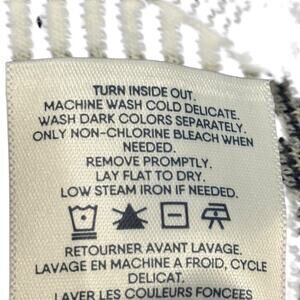 TURN INSIDE OUT.
MACHINE WASH COLD DELICATE.
WASH DARK COLORS SEPARATELY.
ONLY NON-CHLORINE BLEACH WHEN
NEEDED.
REMOVE PROMPTLY.
LAY FLAT TO DRY.
LOW STEAM IRON IF NEEDED.
RETOURNER AVANT LAVAGE.
LAVAGE EN MACHINE A FROID, CYCLE
DELICAT.
LAVER LES COULEURS FONCÉES